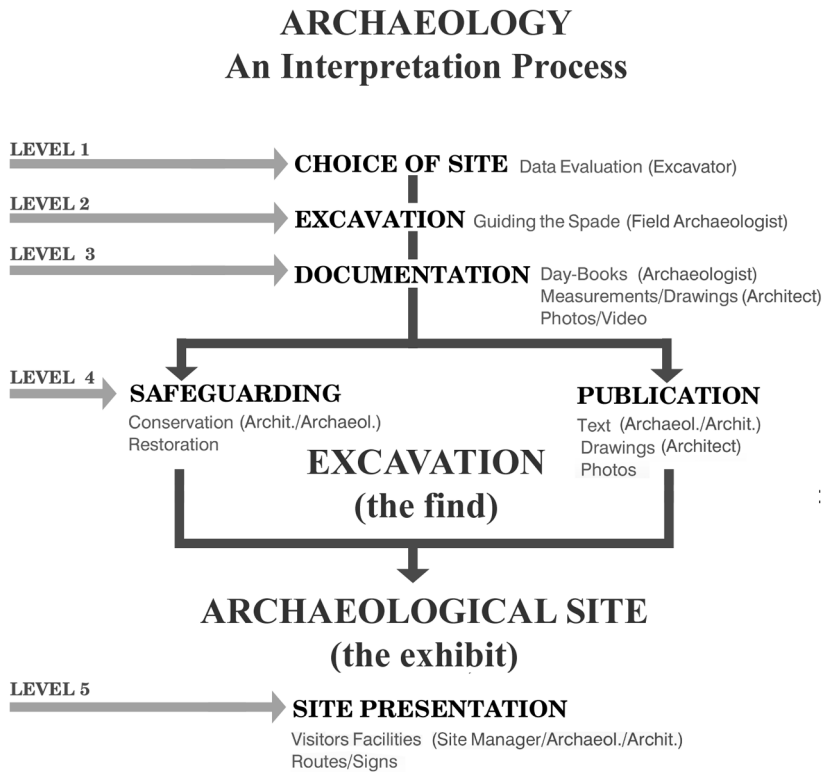 ARCHAEOLOGY
An Interpretation Process
LEVEL 1
CHOICE OF SITE Data Evaluation (Excavator)
LEVEL 2
EXCAVATION Guiding the Spade (Field Archaeologist)
LEVEL 3
DOCUMENTATION Day-Books (Archaeologist)
Measurements/Drawings (Architect)
Photos/Video
LEVEL 4
SAFEGUARDING
Conservation (Archit./Archaeol.)
Restoration
PUBLICATION
Text (Archaeol./Archit.)
Drawings (Architect)
Photos
EXCAVATION
(the find)
ARCHAEOLOGICAL SITE
(the exhibit)
LEVEL 5
SITE PRESENTATION
Visitors Facilities (Site Manager/Archaeol./Archit.)
Routes/Signs